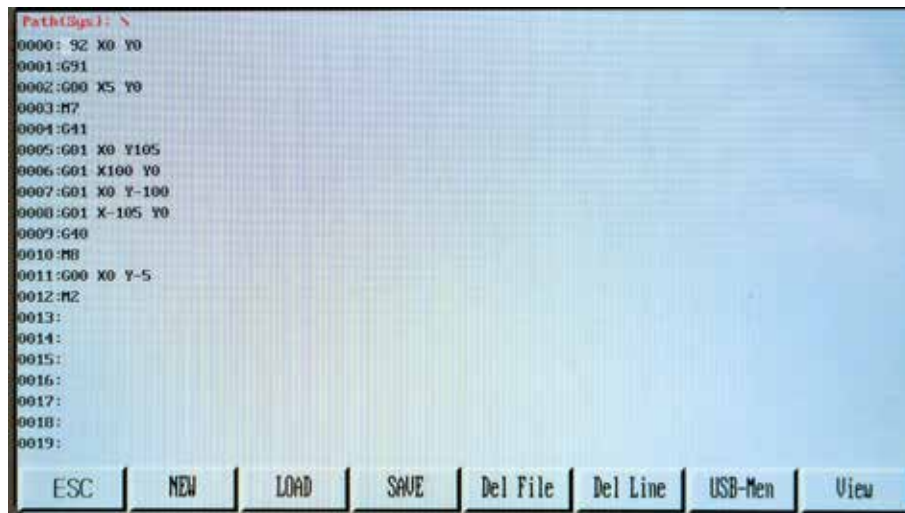 Path(Sys): \
0000: 92 X0 Y0
0001:G91
0002:G00 X5 Y0
0003:M7
0004:G41
0005:G01 X0 Y105
0006:G01 X100 Y0
0007:G01 X0 Y-100
0008:G01 X-105 Y0
0009:G40
0010:M8
0011:G00 X0 Y-5
0012:M2
0013:
0014:
0015:
0016:
0017:
0018:
0019:
ESC NEW LOAD SAVE Del File Del Line USB-Men View